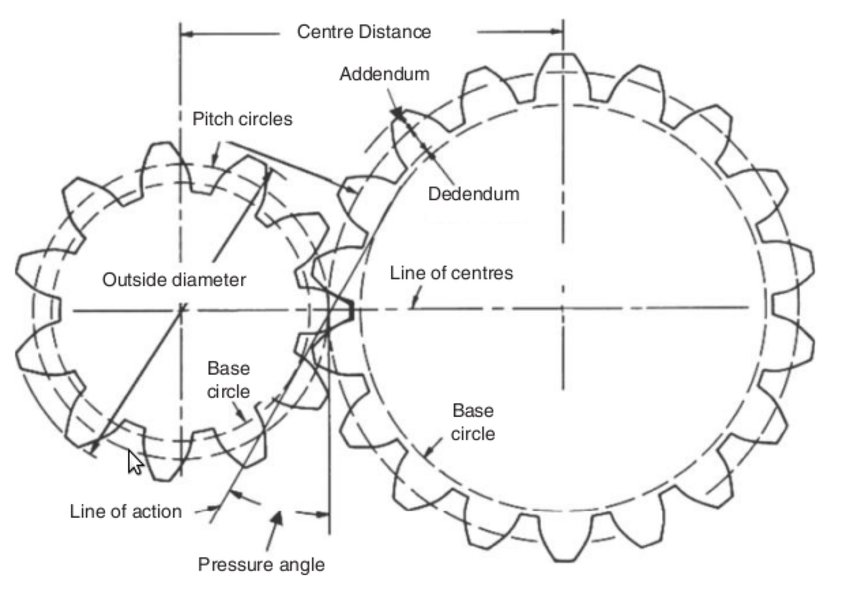 Centre Distance
Addendum
Pitch circles
Dedendum
Line of centres
Outside diameter
Base
circle
Base
circle
Line of action
Pressure angle